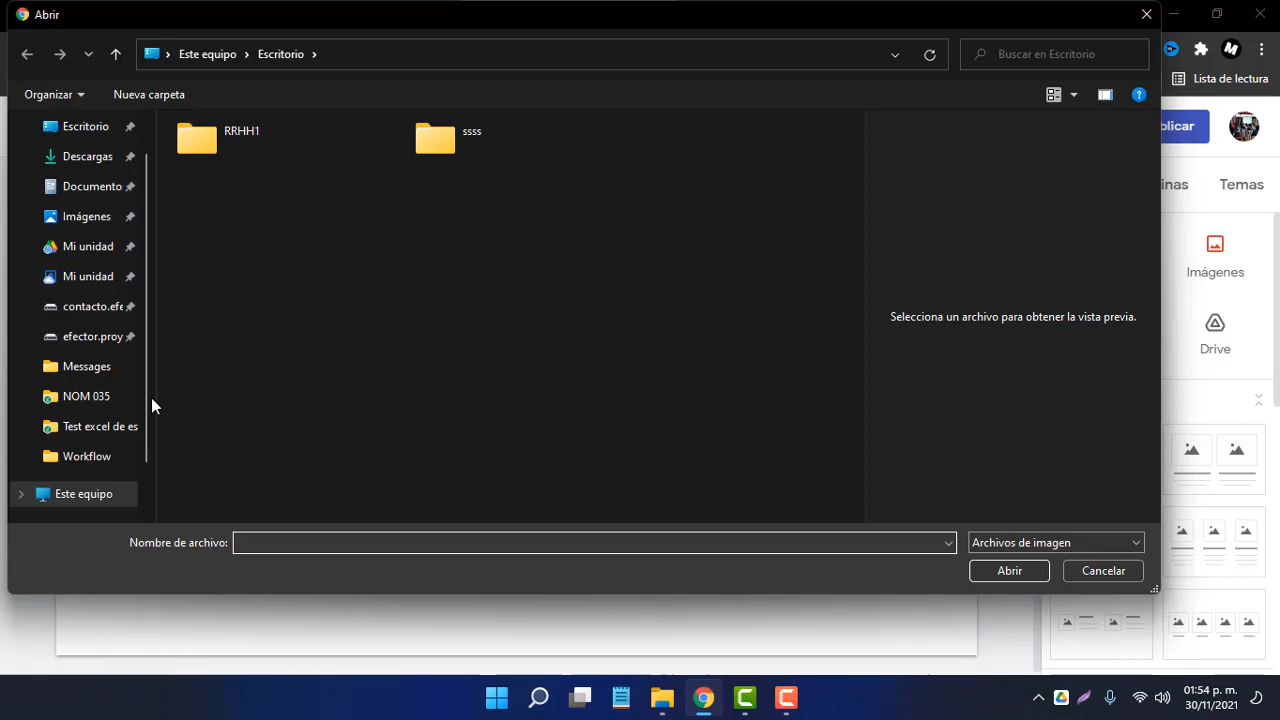 Abrir
Este equipo
Escritorio
Buscar en Escritorio
Lista de lectura
Organizar
Nueva carpeta
Escritorio
Descargas
Documento
Imágenes
Mi unidad
Mi unidad
contacto.efe
efector.proy
Messages
NOM 035
Test excel de es
Workflow
Este equipo
RRHH1
ssss
Selecciona un archivo para obtener la vista previa.
Nombre de archivo:
Archivos de imagen
Abrir
Cancelar
blicar
inas
Temas
Imágenes
Drive
01:54 p. m.
30/11/2021